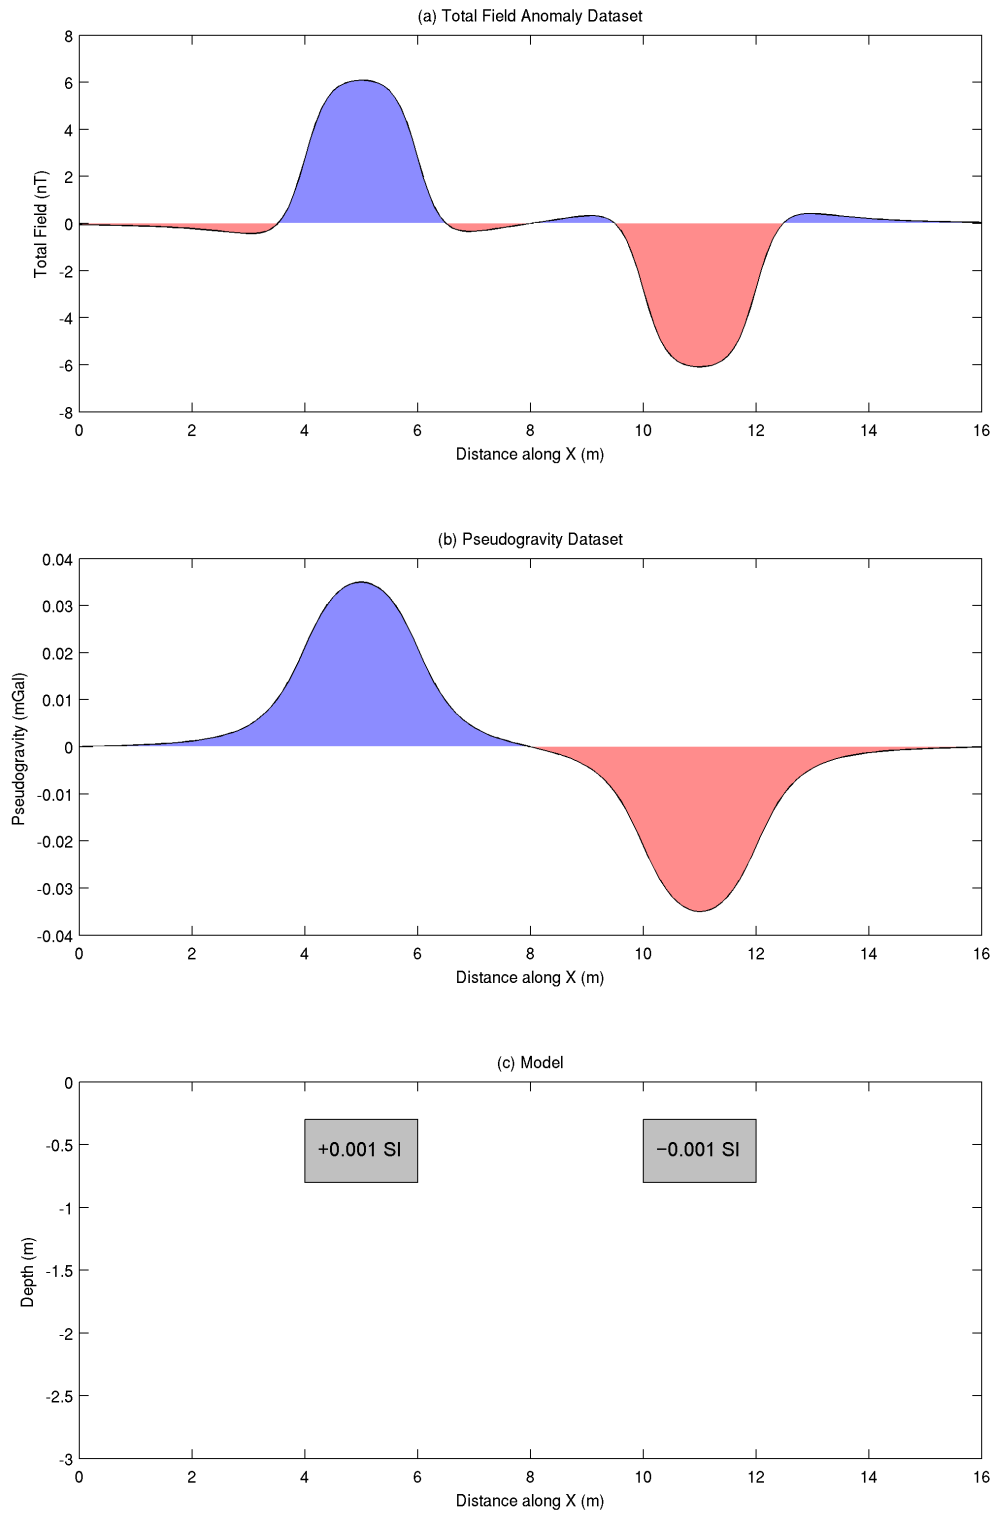 (a) Total Field Anomaly Dataset
8
6
4
2
0
-2
-4
-6
-8
Total Field (nT)
0 2 4 6 8 10 12 14 16
Distance along X (m)
(b) Pseudogravity Dataset
0.04
0.03
0.02
0.01
0
-0.01
-0.02
-0.03
-0.04
Pseudogravity (mGal)
0 2 4 6 8 10 12 14 16
Distance along X (m)
(c) Model
0
-0.5
-1
-1.5
-2
-2.5
-3
Depth (m)
+0.001 SI
−0.001 SI
0 2 4 6 8 10 12 14 16
Distance along X (m)